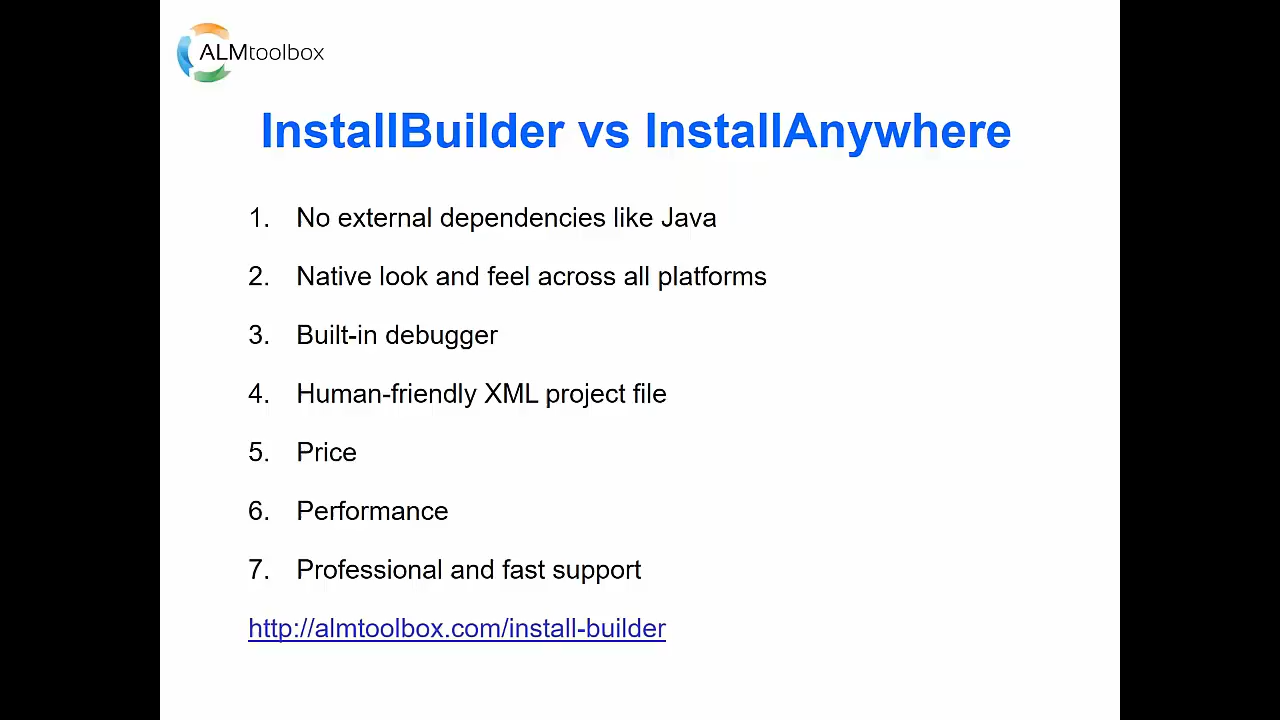 ALMtoolbox
InstallBuilder vs InstallAnywhere
1. No external dependencies like Java
2. Native look and feel across all platforms
3. Built-in debugger
4. Human-friendly XML project file
5. Price
6. Performance
7. Professional and fast support
http://almtoolbox.com/install-builder